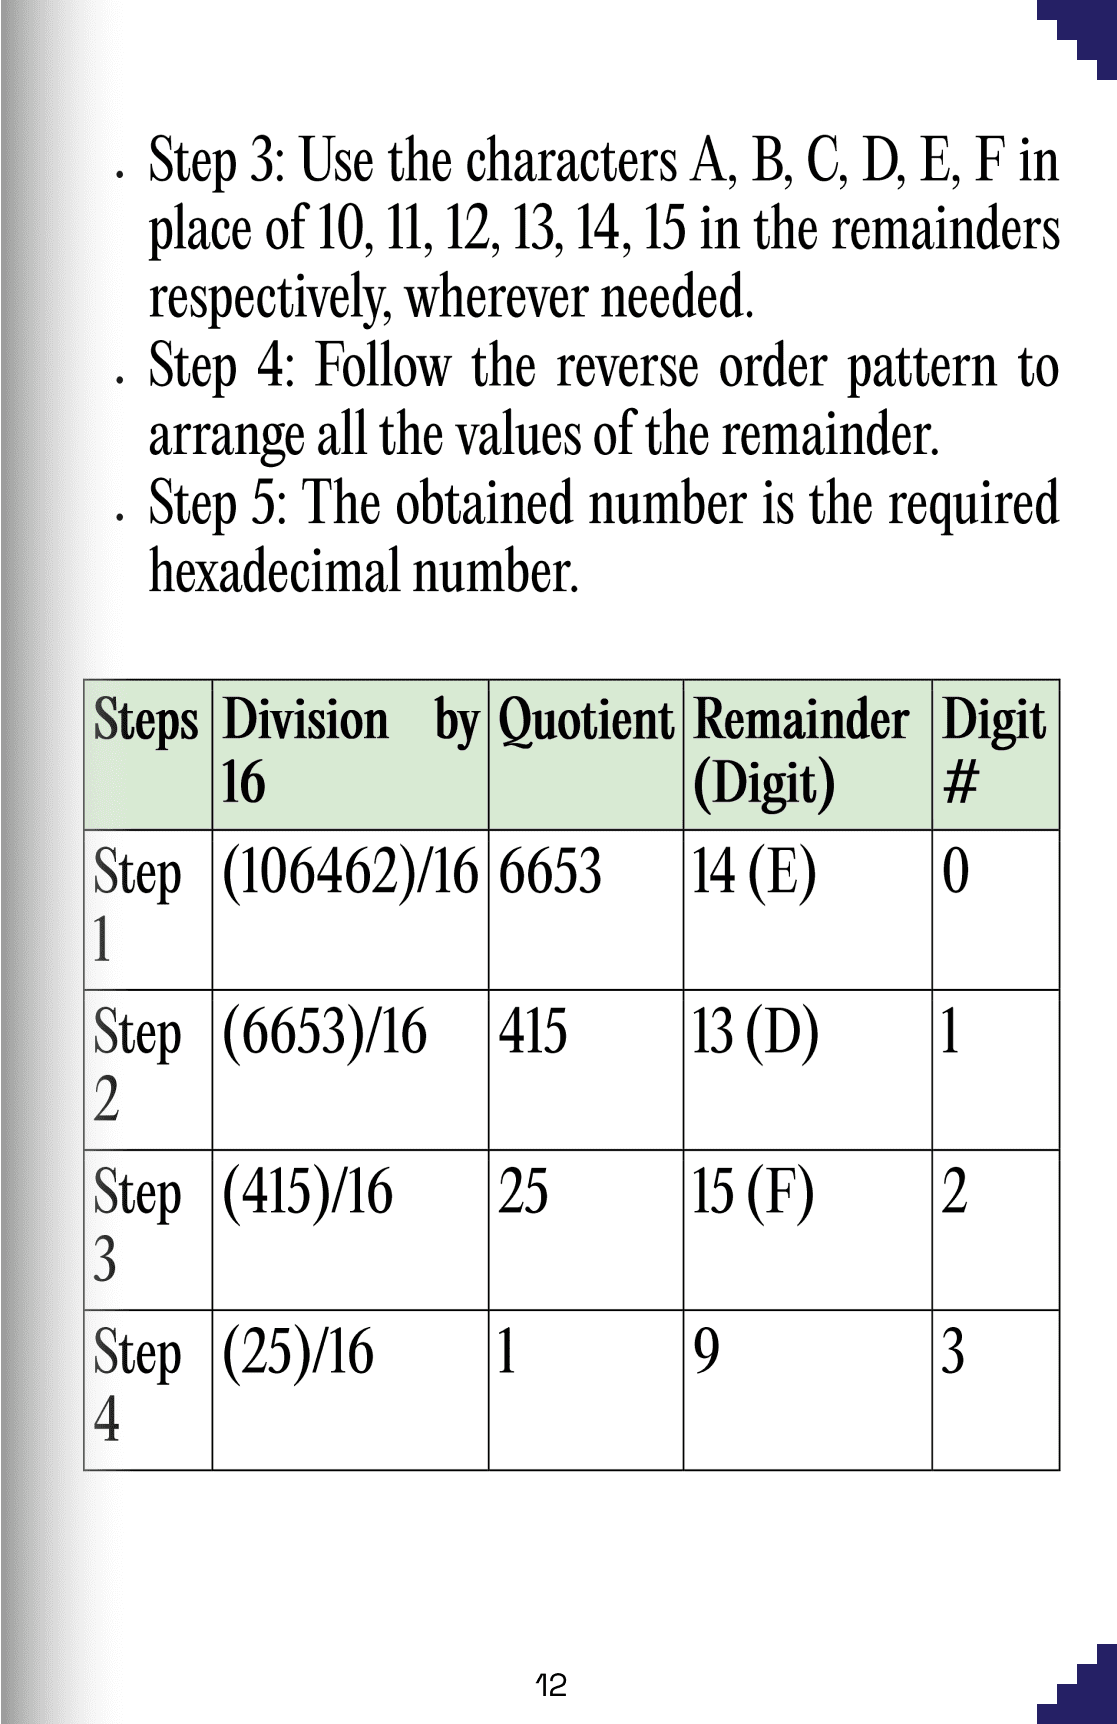 . Step 3: Use the characters A, B, C, D, E, F in
place of 10, 11, 12, 13, 14, 15 in the remainders
respectively, wherever needed.
. Step 4: Follow the reverse order pattern to
arrange all the values of the remainder.
. Step 5: The obtained number is the required
hexadecimal number.
Steps Division by Quotient Remainder Digit
16 (Digit) #
Step (106462)/16 6653 14 (E) 0
1
Step (6653)/16 415 13 (D) 1
2
Step (415)/16 25 15 (F) 2
3
Step (25)/16 1 9 3
4
12